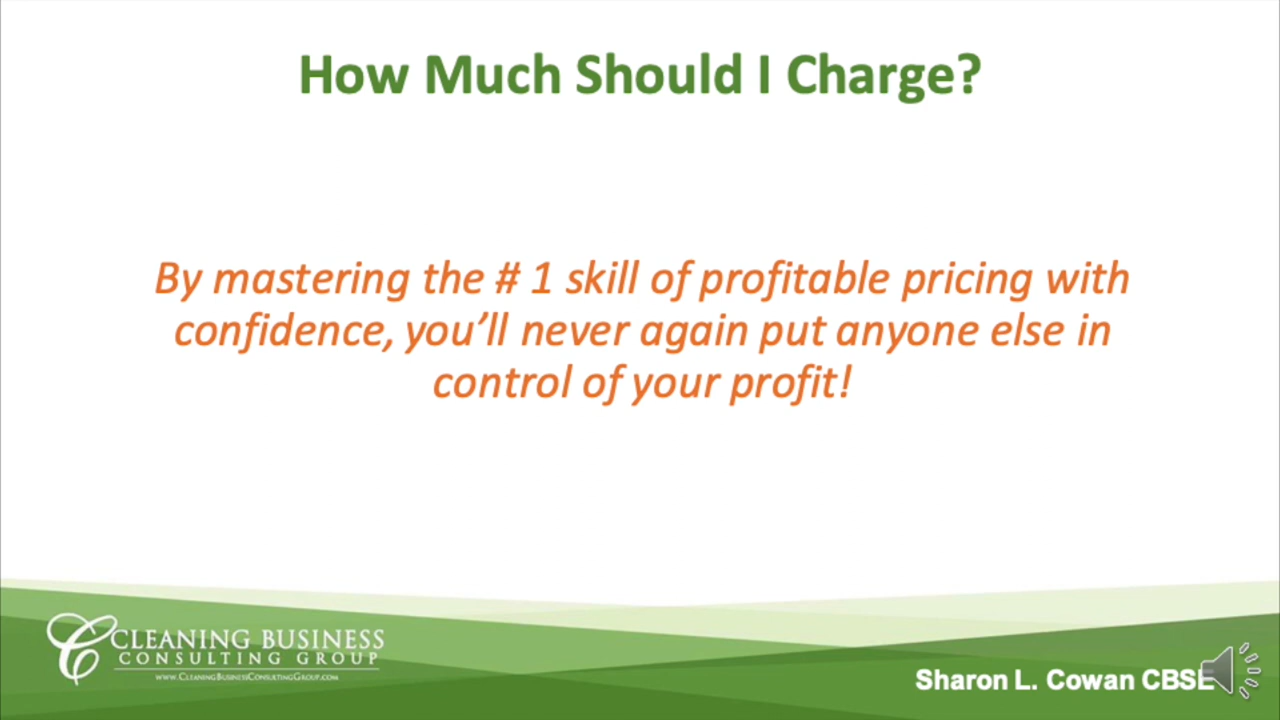 How Much Should I Charge?
By mastering the # 1 skill of profitable pricing with
confidence, you’ll never again put anyone else in
control of your profit!
CLEANING BUSINESS
CONSULTING GROUP
www.CleaningBusinessConsultingGroup.com
Sharon L. Cowan CBSE